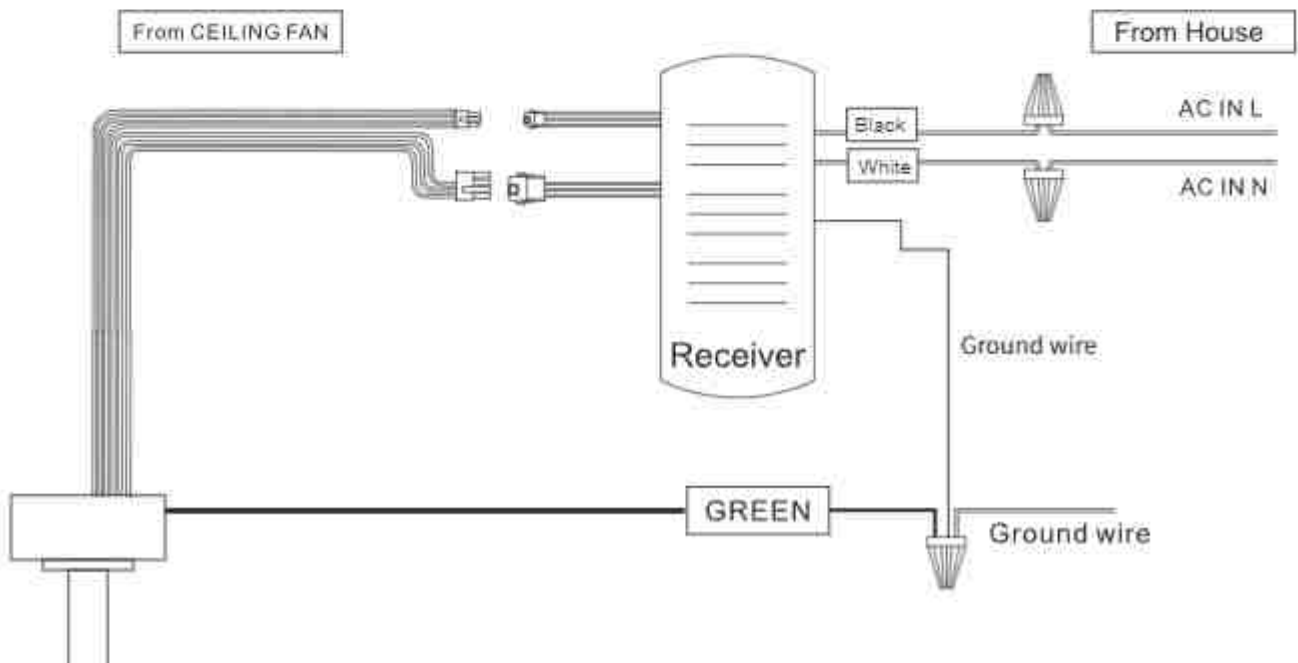 From CEILING FAN
From House
Black
AC IN L
White
AC IN N
Receiver
Ground wire
GREEN
Ground wire